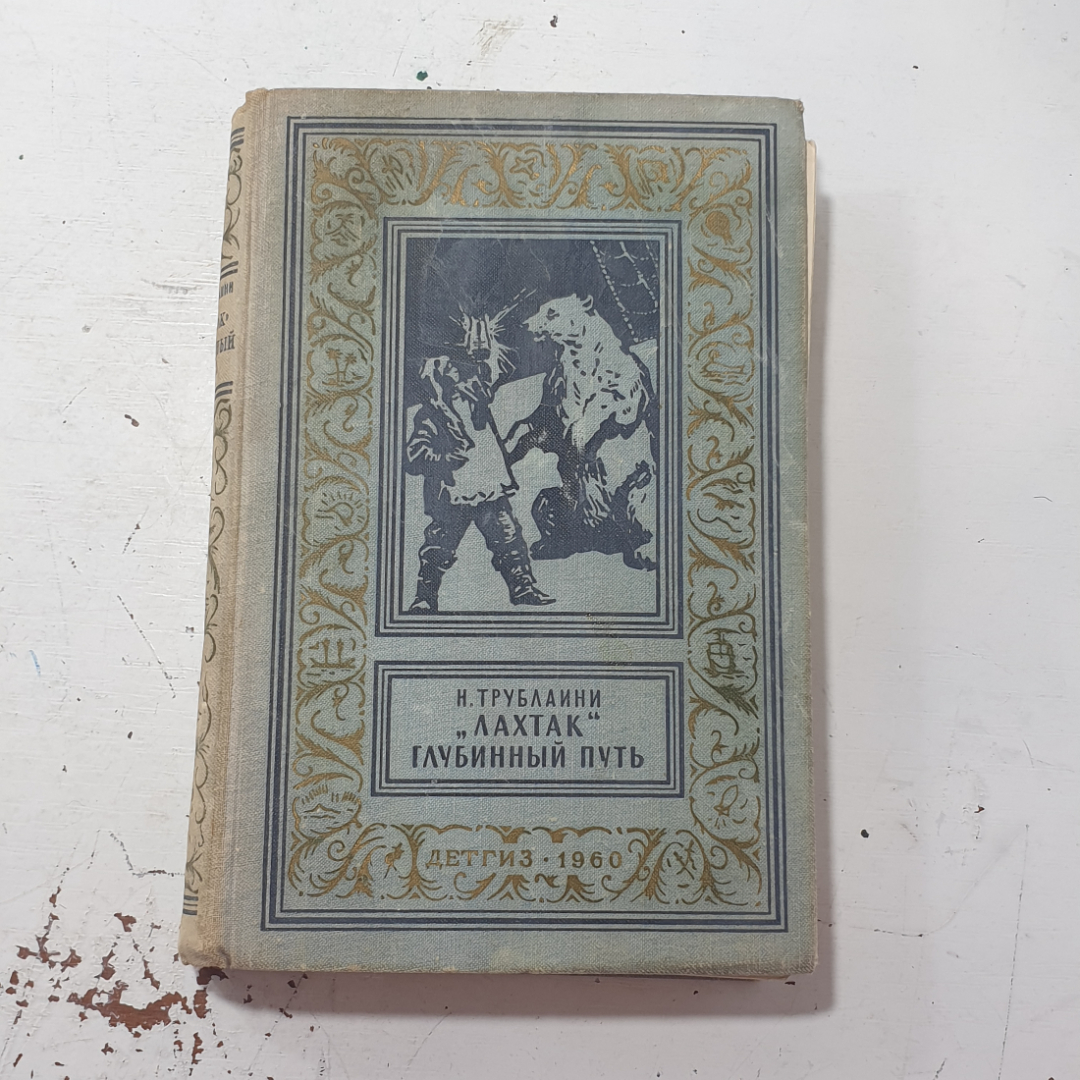 Н. ТРУБЛАИНИ
„ЛАХТАК“
ГЛУБИННЫЙ ПУТЬ
ДЕТГИЗ · 1960